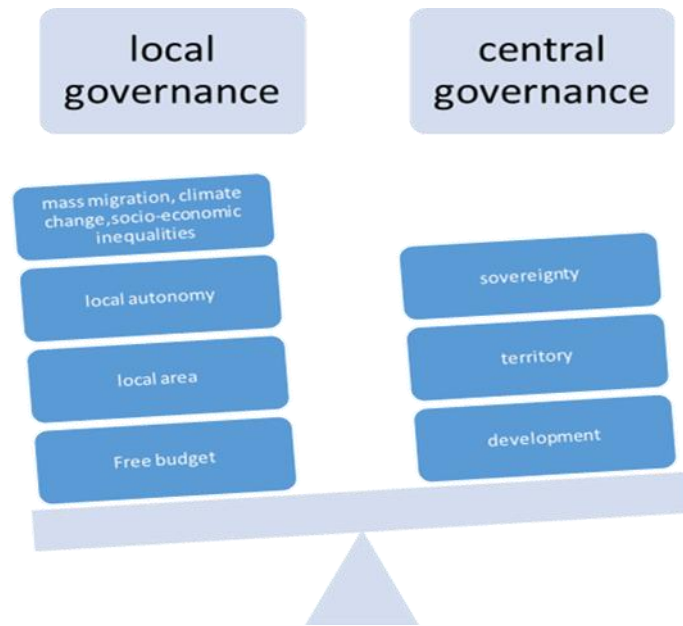 local
governance
central
governance
mass migration, climate
change,socio-economic
inequalities
local autonomy
local area
Free budget
sovereignty
territory
development